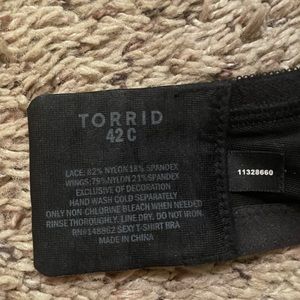 TORRID
42 C
LACE: 82% NYLON 18% SPANDEX
WINGS: 79% NYLON 21% SPANDEX
EXCLUSIVE OF DECORATION
HAND WASH COLD SEPARATELY
ONLY NON-CHLORINE BLEACH WHEN NEEDED
RINSE THOROUGHLY. LINE DRY. DO NOT IRON.
RN#148862 SEXY T-SHIRT BRA
MADE IN CHINA
11328660